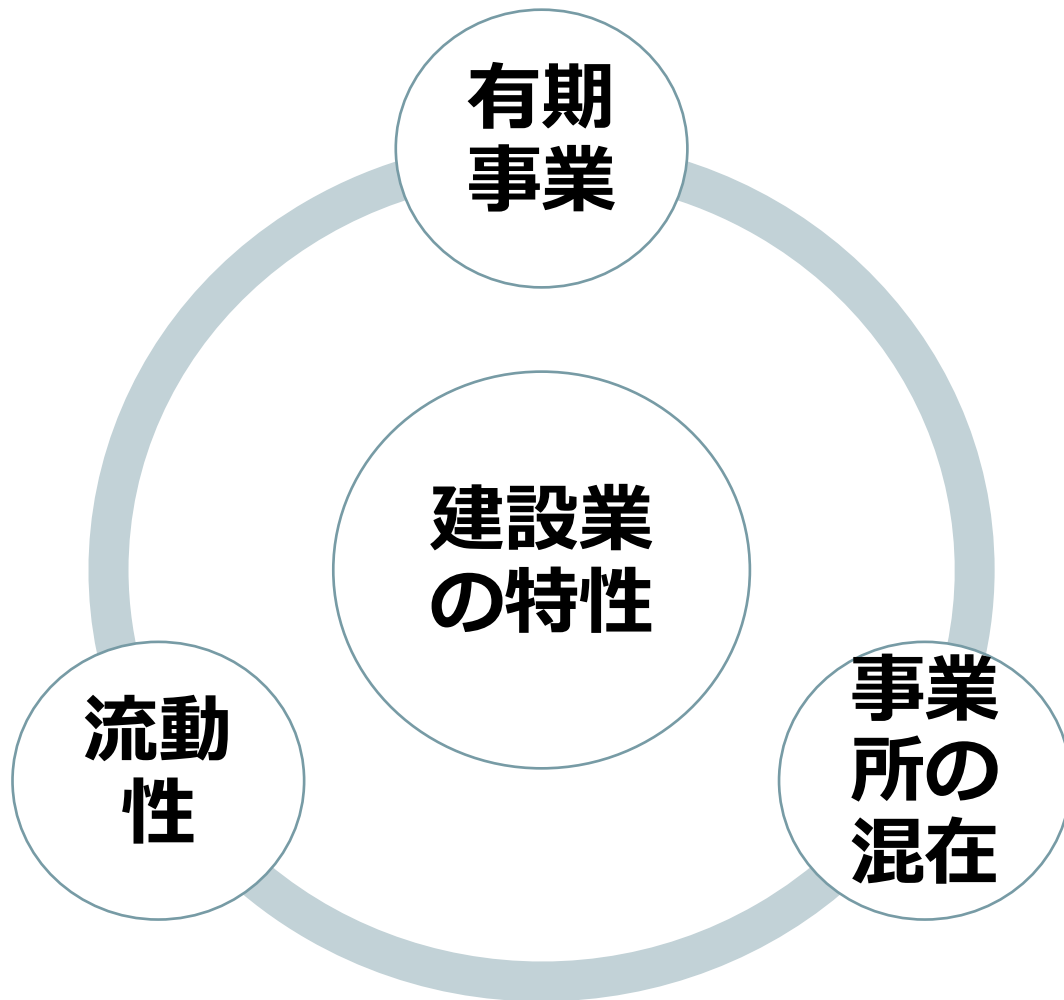 有期
事業
建設業
の特性
流動
性
事業
所の
混在